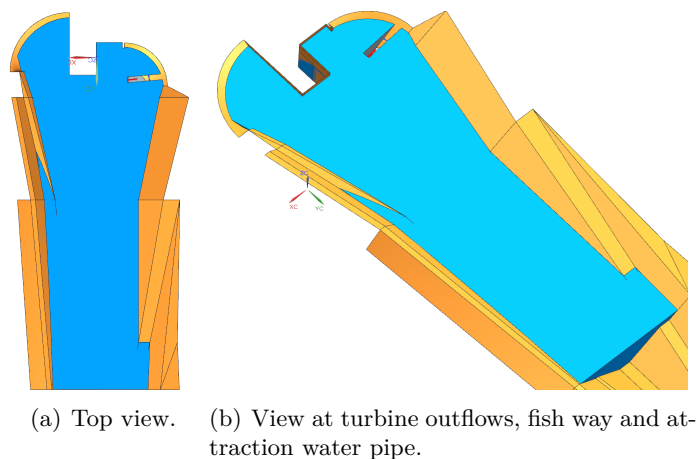 XC
YC
(a) Top view.
(b) View at turbine outflows, fish way and at-
traction water pipe.